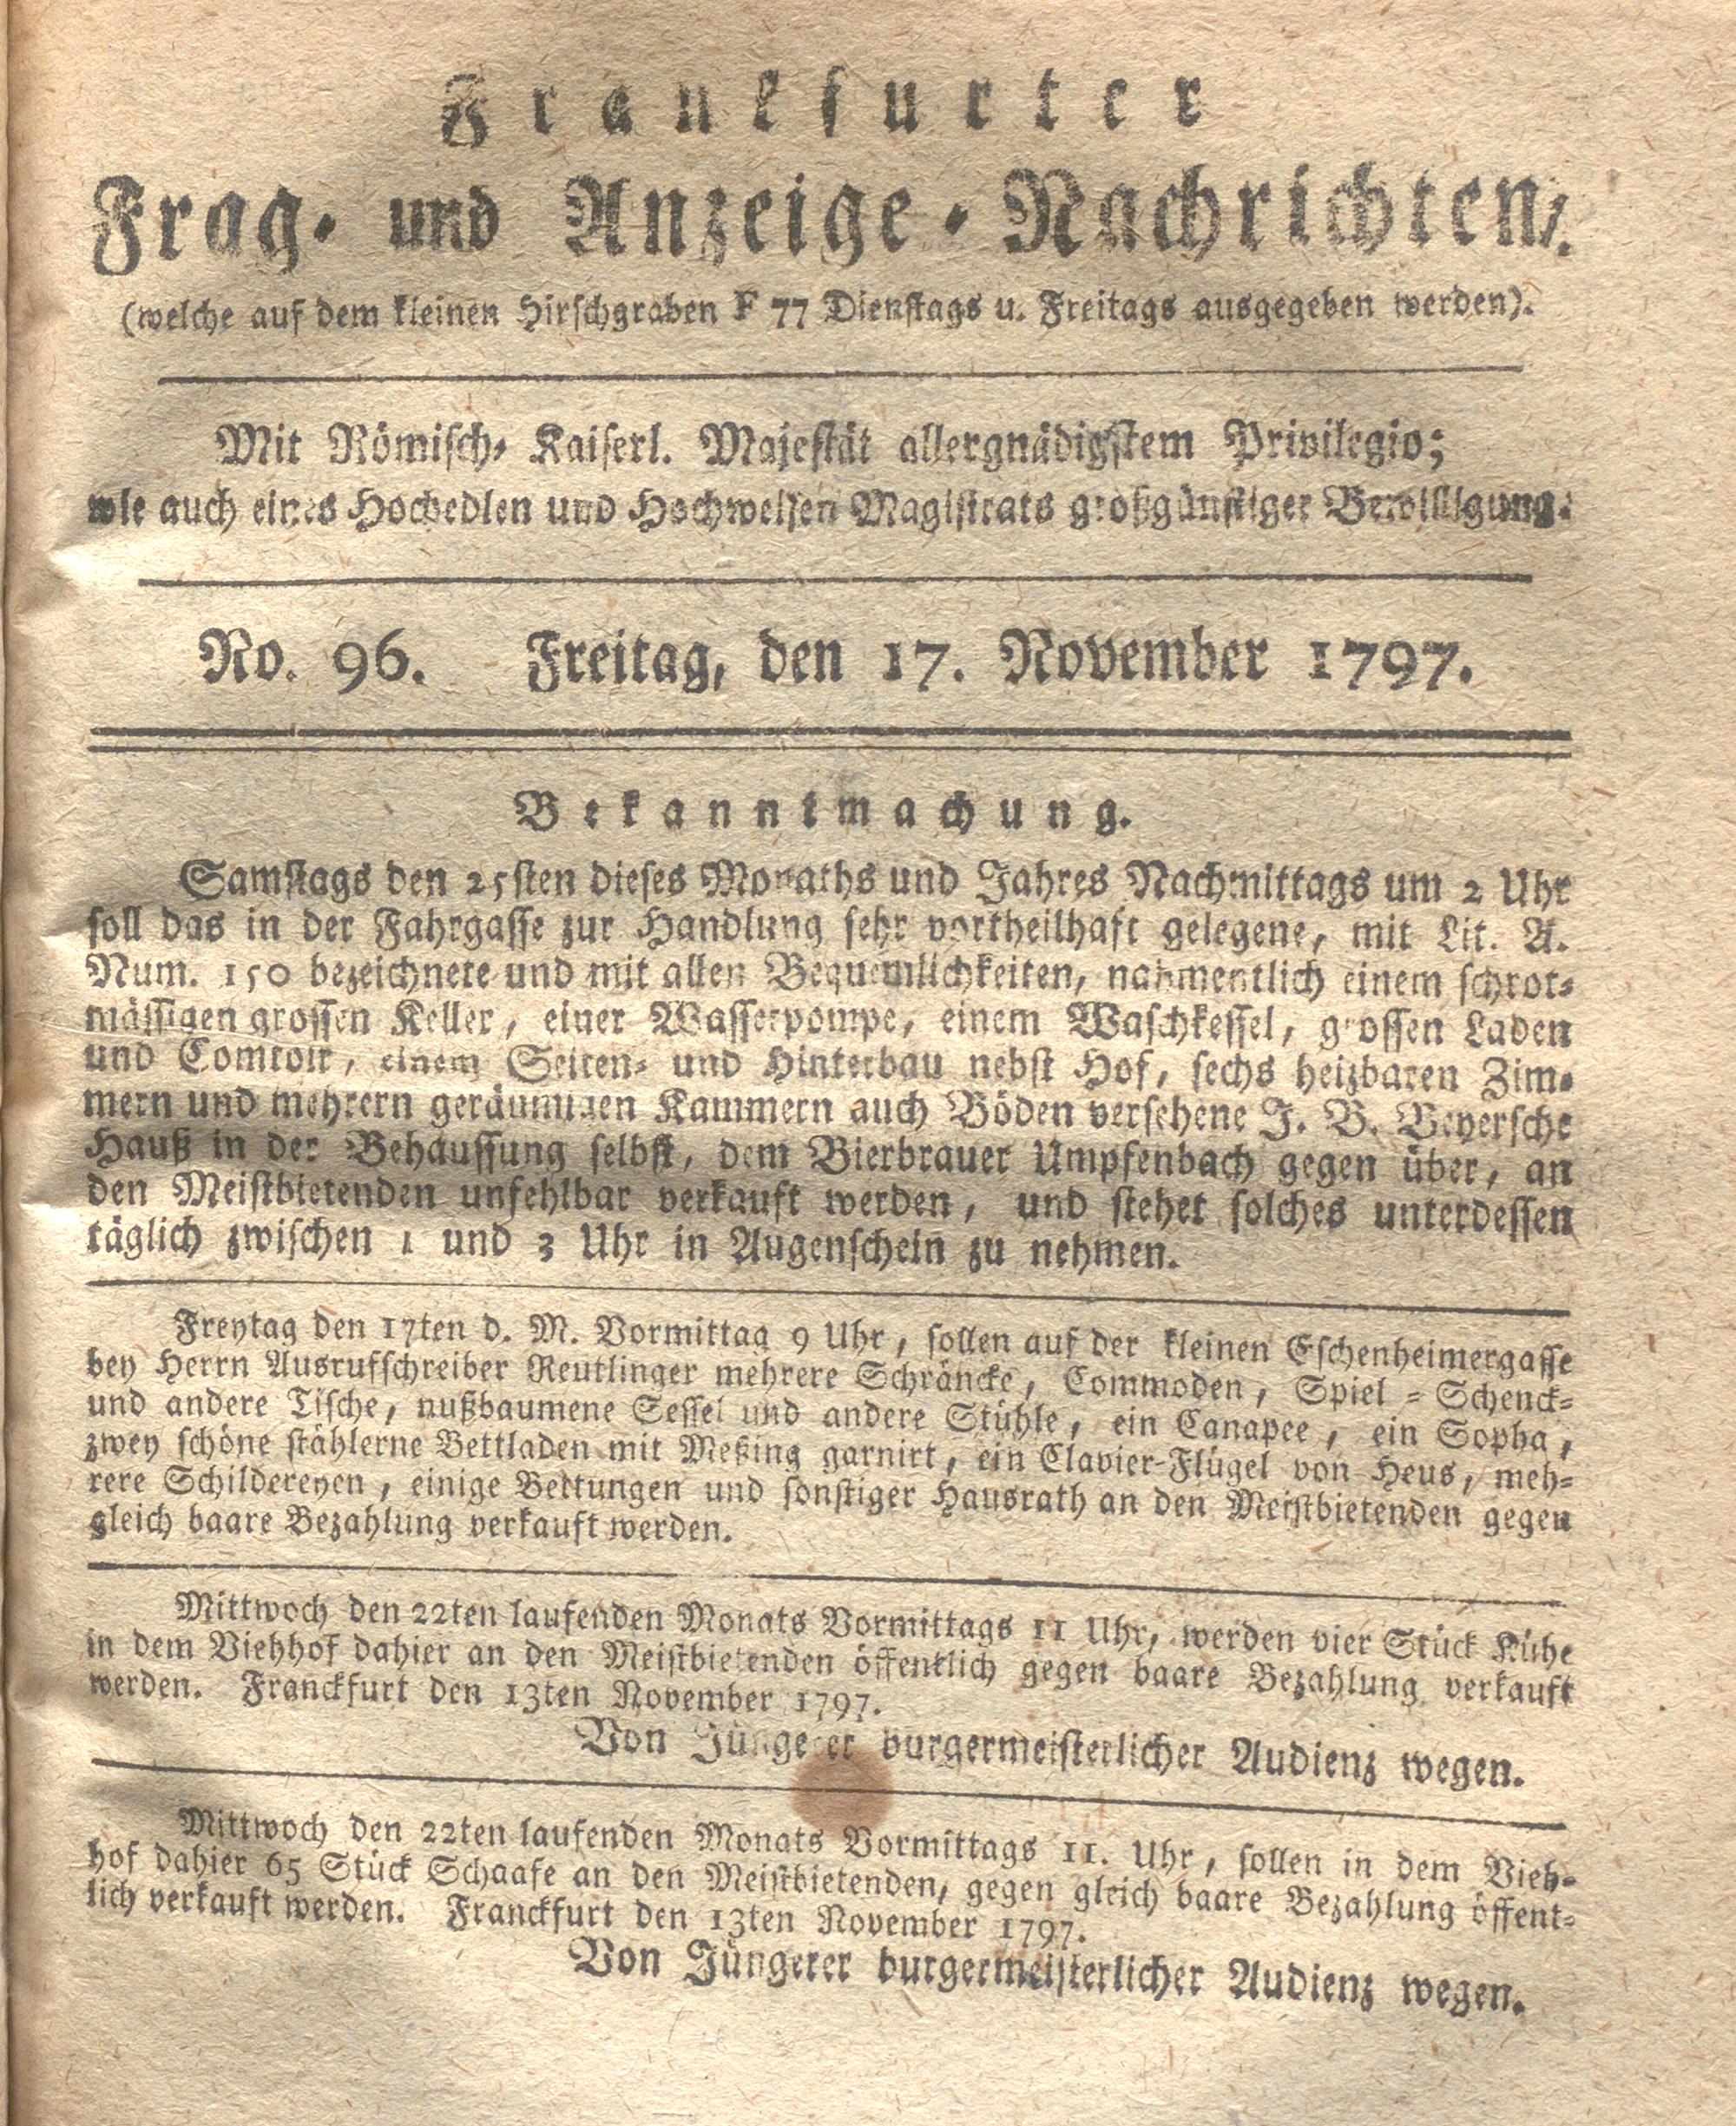 Frankfurter
Frag- und Anzeige-Nachrichten.
(welche auf dem kleinen Hirschgraben F 77 Dienstags u. Freitags ausgegeben werden).
Mit Römisch-Kaiserl. Majestät allergnädigstem Privilegio;
wie auch eines Hochedlen und Hochweisen Magistrats großgünstiger Bewilligung.
No. 96. Freitag, den 17. November 1797.
Bekanntmachung.
Samstags den 25sten dieses Monaths und Jahres Nachmittags um 2 Uhr
soll das in der Fahrgasse zur Handlung sehr vortheilhaft gelegene, mit Lit. A.
Num. 150 bezeichnete und mit allen Bequemlichkeiten, nahmentlich einem schrot-
mässigen grossen Keller, einer Wasserpompe, einem Waschkessel, grossen Laden
und Comtoir, einem Seiten- und Hinterbau nebst Hof, sechs heizbaren Zim-
mern und mehrern geräumigen Kammern auch Böden versehene J. B. Beyersche
Hauß in der Behaussung selbst, dem Bierbrauer Umpfenbach gegen über, an
den Meistbietenden unfehlbar verkauft werden, und stehet solches unterdessen
täglich zwischen 1 und 3 Uhr in Augenschein zu nehmen.
Freytag den 17ten d. M. Vormittag 9 Uhr, sollen auf der kleinen Eschenheimergasse
bey Herrn Ausrufschreiber Reutlinger mehrere Schräncke, Commoden, Spiel-Schenck-
und andere Tische, nußbaumene Sessel und andere Stühle, ein Canapee, ein Sopha,
zwey schöne stählerne Bettladen mit Meßing garnirt, ein Clavier-Flügel von Heus, meh-
rere Schildereyen, einige Bettungen und sonstiger Hausrath an den Meistbietenden gegen
gleich baare Bezahlung verkauft werden.
Mittwoch den 22ten laufenden Monats Vormittags 11 Uhr, werden vier Stück Kühe
in dem Viehhof dahier an den Meistbietenden öffentlich gegen baare Bezahlung verkauft
werden. Franckfurt den 13ten November 1797.
Von Jüngerer burgermeisterlicher Audienz wegen.
Mittwoch den 22ten laufenden Monats Vormittags 11. Uhr, sollen in dem Vieh-
hof dahier 65 Stück Schaafe an den Meistbietenden, gegen gleich baare Bezahlung öffent-
lich verkauft werden. Franckfurt den 13ten November 1797.
Von Jüngerer burgermeisterlicher Audienz wegen.